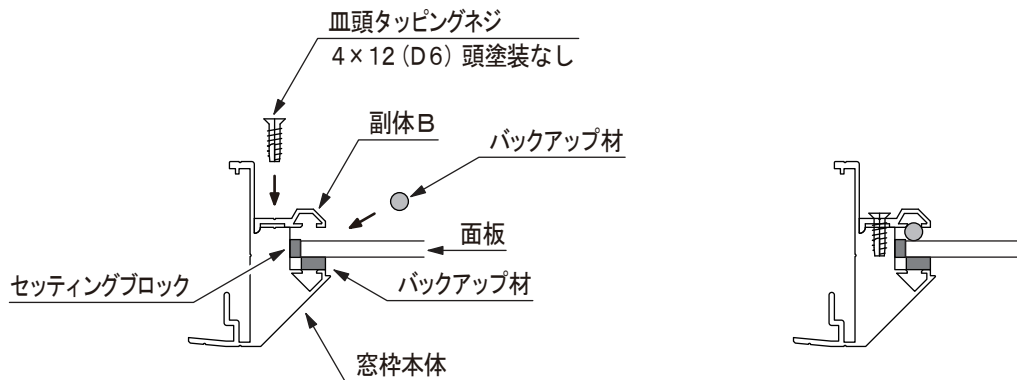 皿頭タッピングネジ
4×12(D6) 頭塗装なし
副体B
バックアップ材
面板
セッティングブロック
バックアップ材
窓枠本体